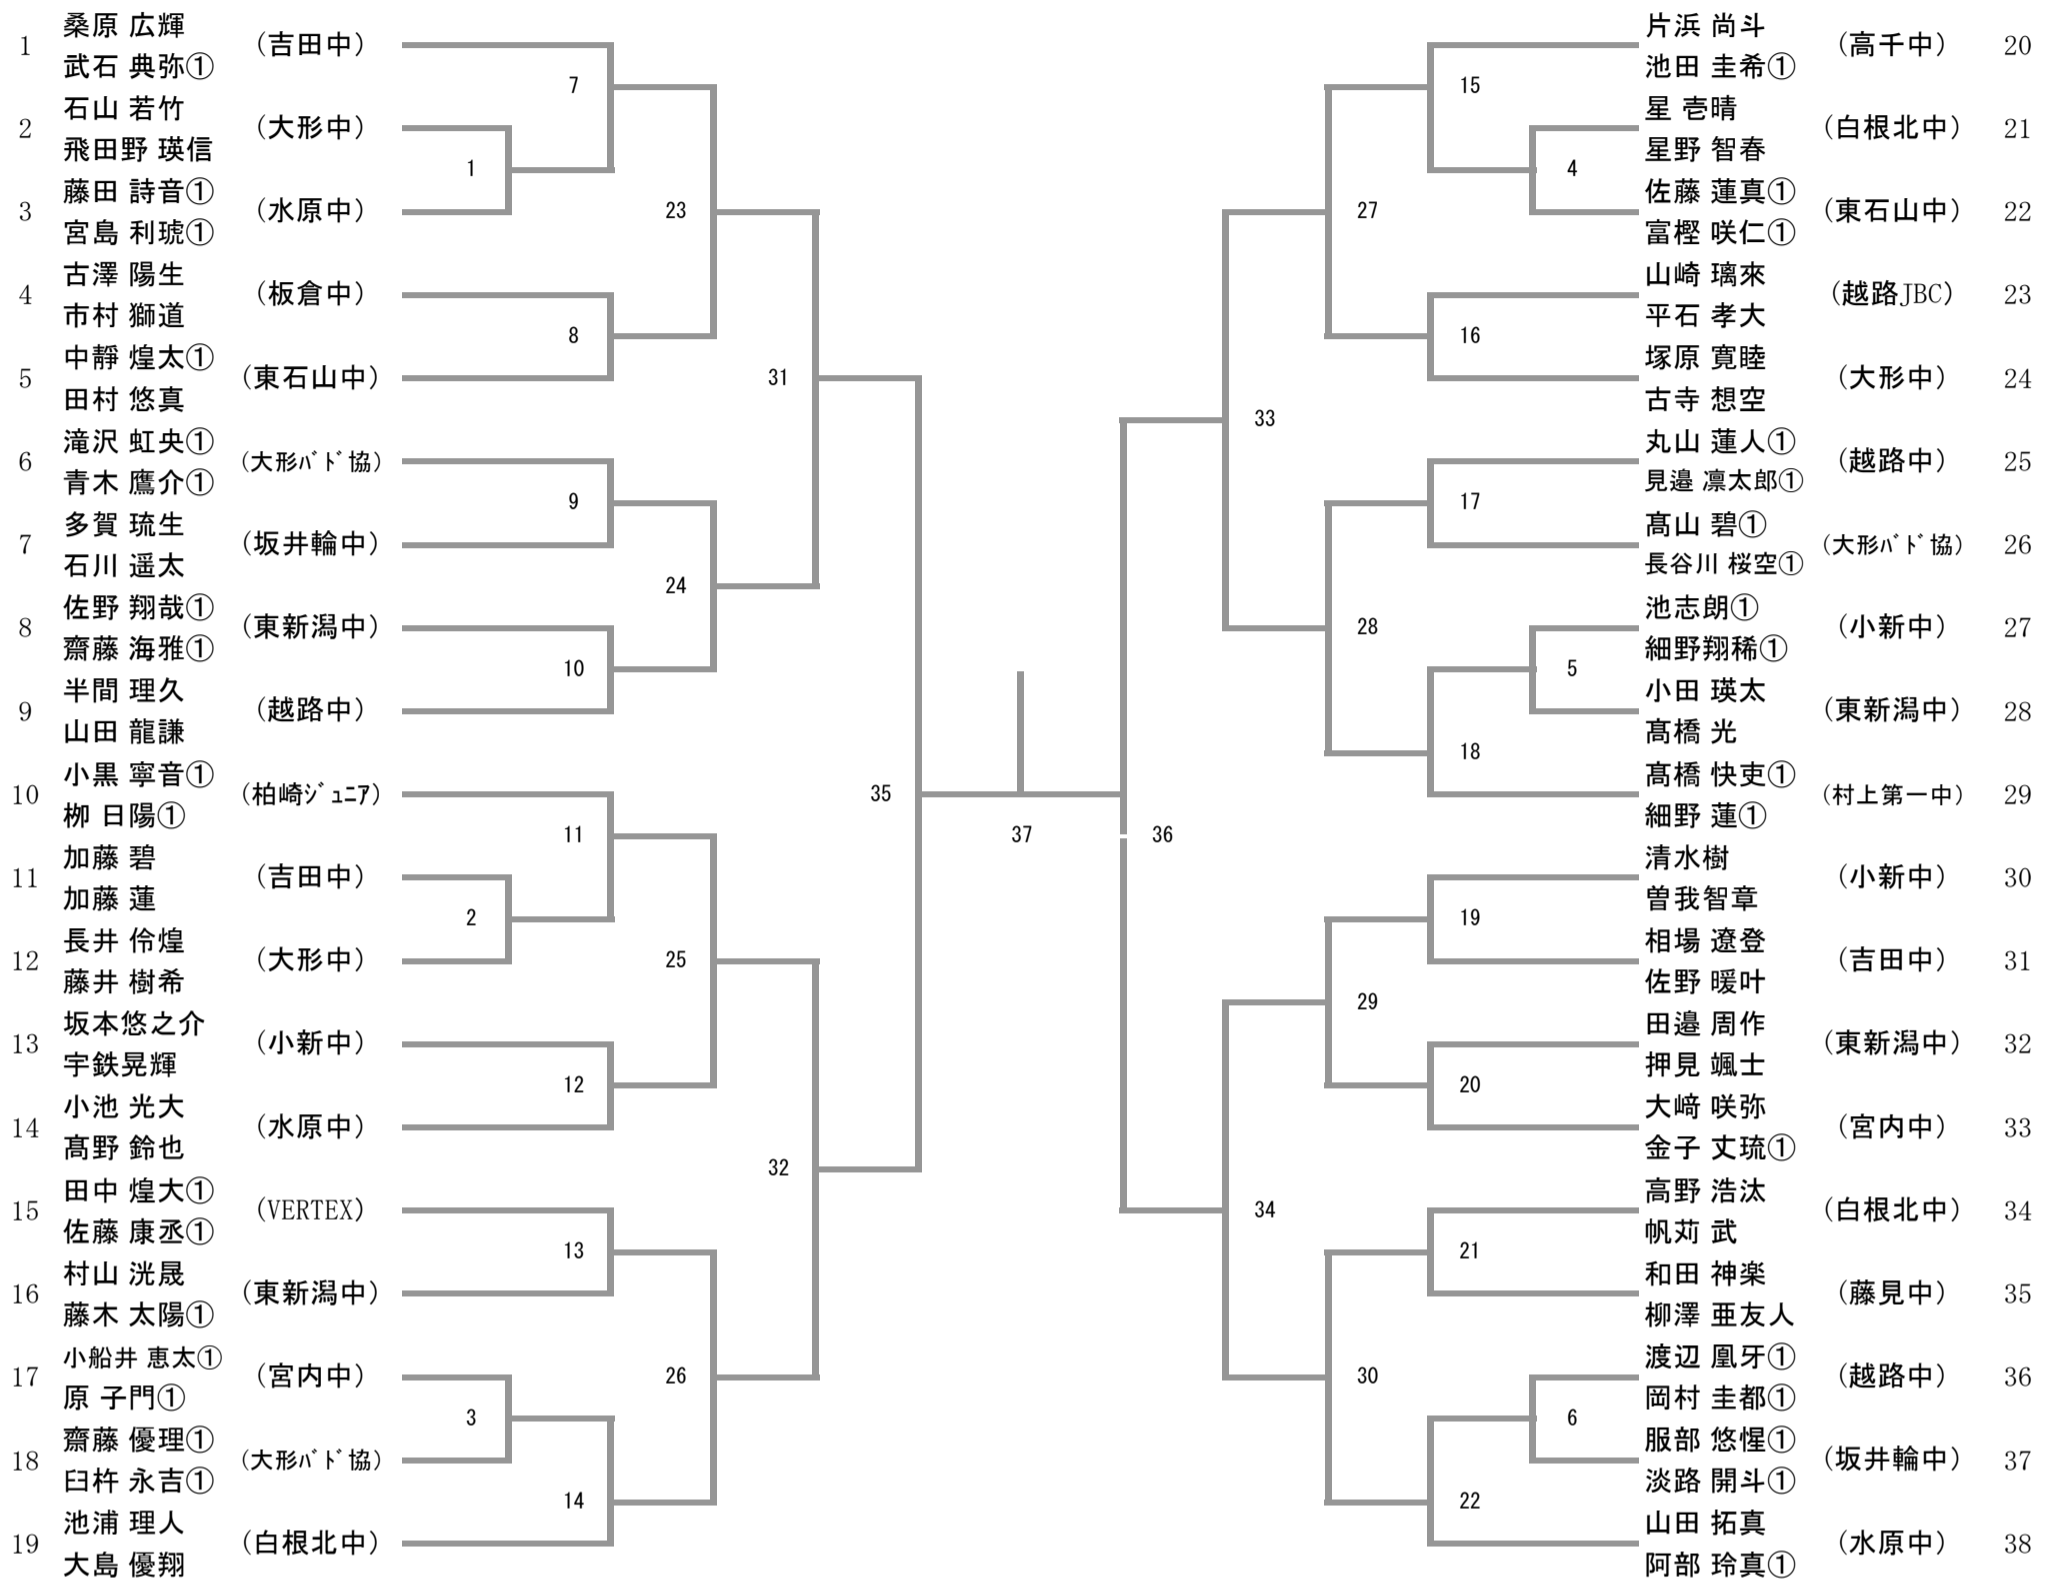 1 桑原 広輝 (吉田中)
武石 典弥①
2 石山 若竹 (大形中)
飛田野 瑛信
3 藤田 詩音① (水原中)
宮島 利琥①
4 古澤 陽生 (板倉中)
市村 獅道
5 中靜 煌太① (東石山中)
田村 悠真
6 滝沢 虹央① (大形バド協)
青木 鷹介①
7 多賀 琉生 (坂井輪中)
石川 遥太
8 佐野 翔哉① (東新潟中)
齋藤 海雅①
9 半間 理久 (越路中)
山田 龍謙
10 小黒 寧音① (柏崎ジュニア)
栁 日陽①
11 加藤 碧 (吉田中)
加藤 蓮
12 長井 伶煌 (大形中)
藤井 樹希
13 坂本悠之介 (小新中)
宇鉄晃輝
14 小池 光大 (水原中)
髙野 鈴也
15 田中 煌大① (VERTEX)
佐藤 康丞①
16 村山 洸晟 (東新潟中)
藤木 太陽①
17 小船井 恵太① (宮内中)
原 子門①
18 齋藤 優理① (大形バド協)
臼杵 永吉①
19 池浦 理人 (白根北中)
大島 優翔
1
2
3
7
8
9
10
11
12
13
14
23
24
25
26
31
32
35
37
36
33
34
27
28
29
30
15
16
17
18
19
20
21
22
4
5
6
片浜 尚斗 (高千中) 20
池田 圭希①
星 壱晴 (白根北中) 21
星野 智春
佐藤 蓮真① (東石山中) 22
富樫 咲仁①
山崎 璃來 (越路JBC) 23
平石 孝大
塚原 寛睦 (大形中) 24
古寺 想空
丸山 蓮人① (越路中) 25
見邉 凛太郎①
髙山 碧① (大形バド協) 26
長谷川 桜空①
池志朗① (小新中) 27
細野翔稀①
小田 瑛太 (東新潟中) 28
髙橋 光
髙橋 快吏① (村上第一中) 29
細野 蓮①
清水樹 (小新中) 30
曽我智章
相場 遼登 (吉田中) 31
佐野 暖叶
田邉 周作 (東新潟中) 32
押見 颯士
大﨑 咲弥 (宮内中) 33
金子 丈琉①
高野 浩汰 (白根北中) 34
帆苅 武
和田 神楽 (藤見中) 35
柳澤 亜友人
渡辺 凰牙① (越路中) 36
岡村 圭都①
服部 悠惺① (坂井輪中) 37
淡路 開斗①
山田 拓真 (水原中) 38
阿部 玲真①